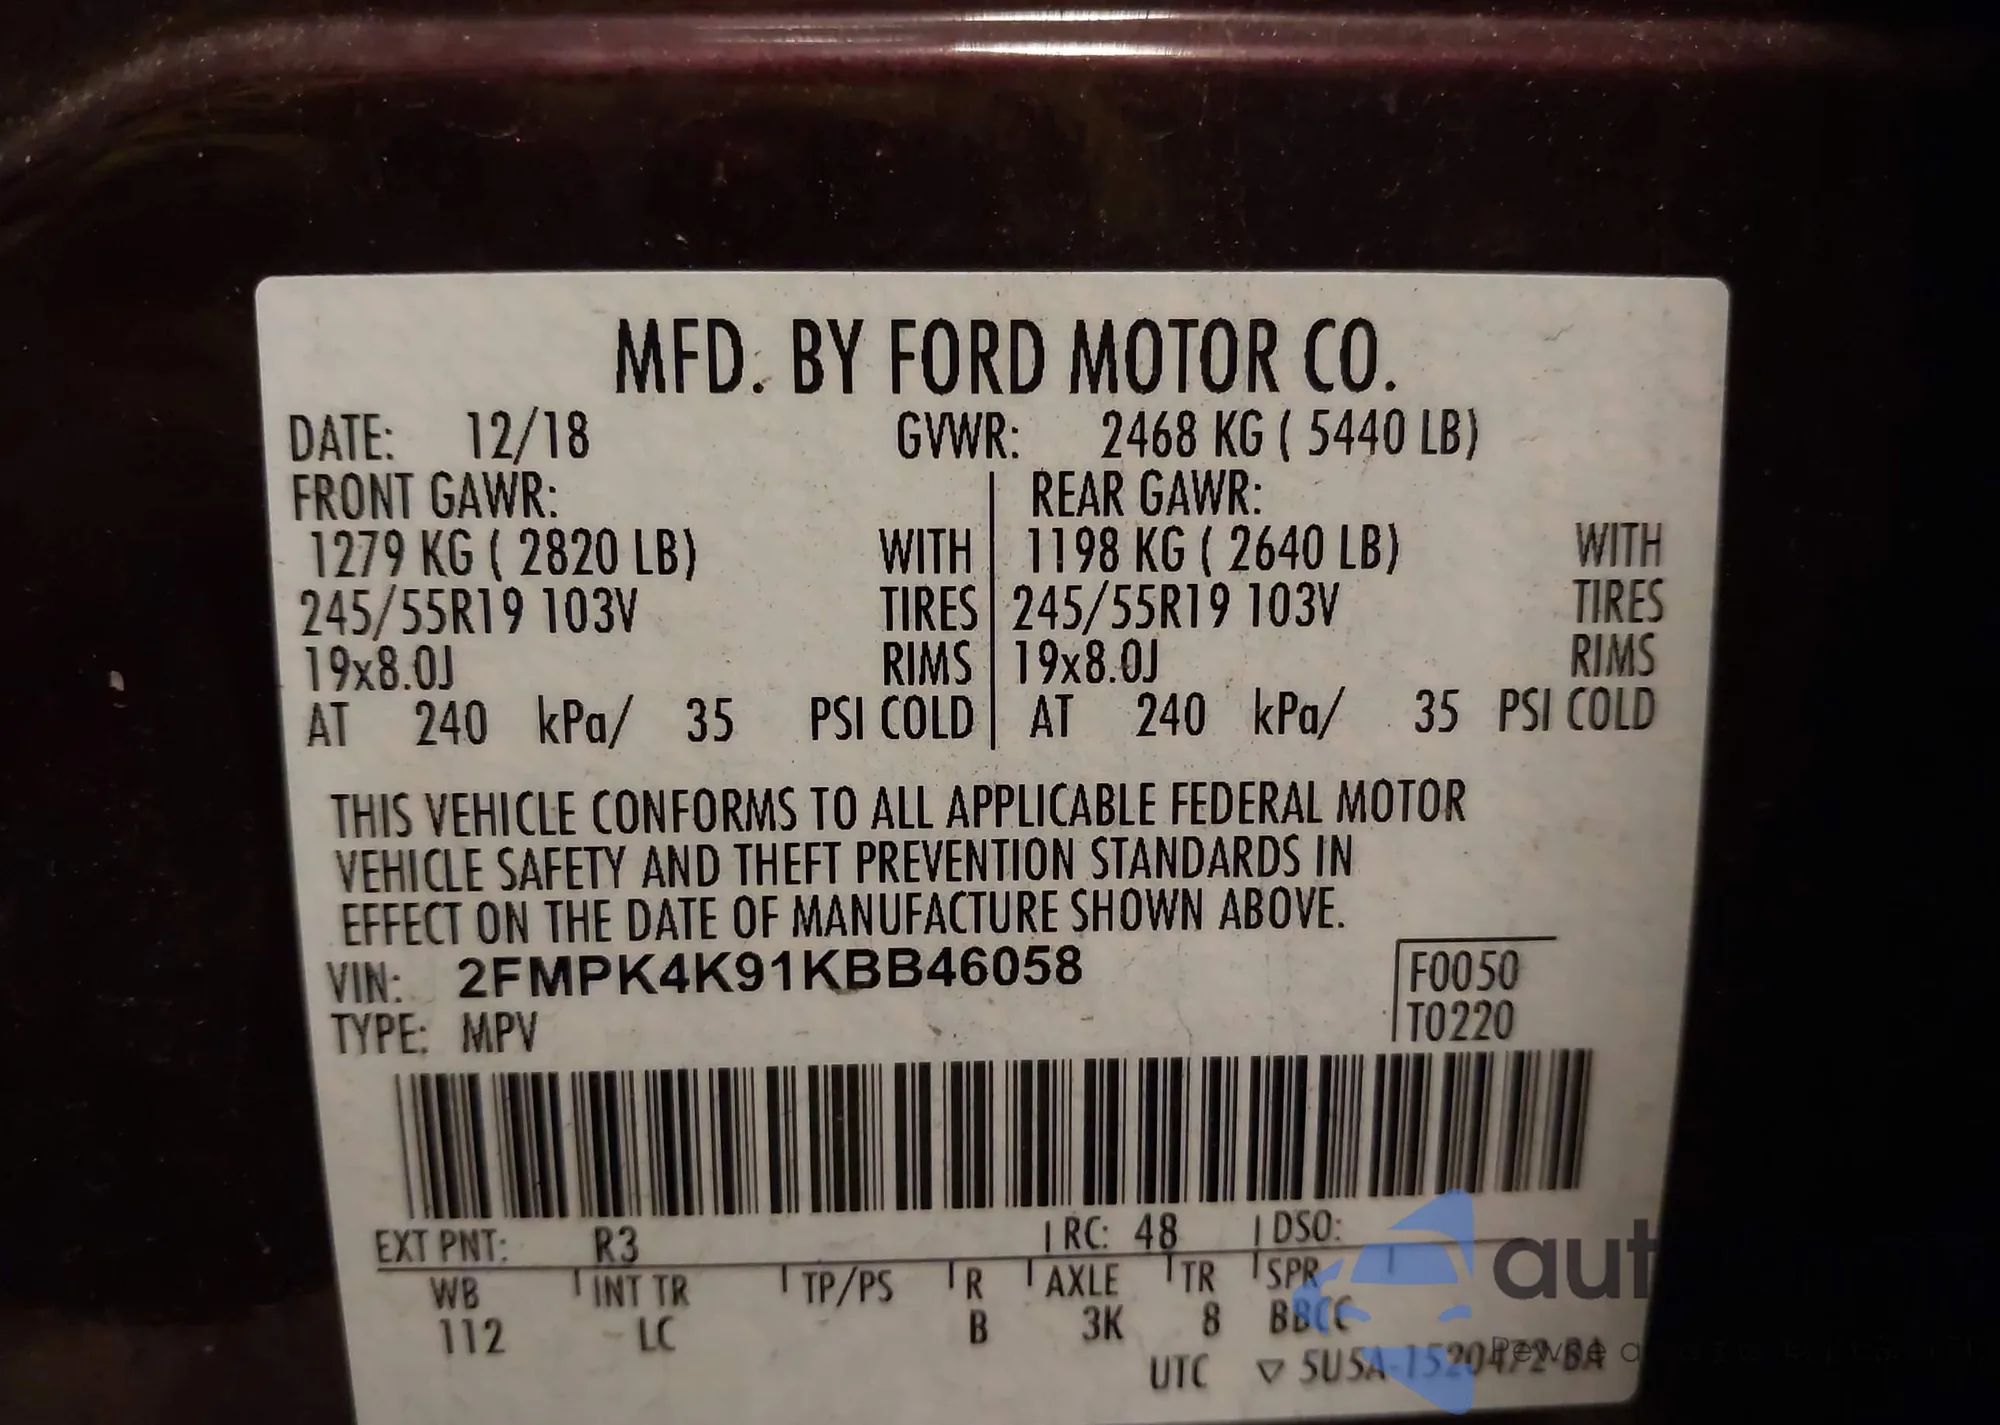 MFD. BY FORD MOTOR CO.
DATE: 12/18 GVWR: 2468 KG ( 5440 LB)
FRONT GAWR: REAR GAWR:
1279 KG ( 2820 LB) WITH 1198 KG ( 2640 LB) WITH
245/55R19 103V TIRES 245/55R19 103V TIRES
19x8.0J RIMS 19x8.0J RIMS
AT 240 kPa/ 35 PSI COLD AT 240 kPa/ 35 PSI COLD
THIS VEHICLE CONFORMS TO ALL APPLICABLE FEDERAL MOTOR
VEHICLE SAFETY AND THEFT PREVENTION STANDARDS IN
EFFECT ON THE DATE OF MANUFACTURE SHOWN ABOVE.
VIN: 2FMPK4K91KBB46058 F0050
TYPE: MPV T0220
EXT PNT: R3 RC: 48 DSO:
WB INT TR TP/PS R AXLE TR SPR
112 LC B 3K 8 BBCC
UTC ▽ 5U5A-1520472-BA
aut